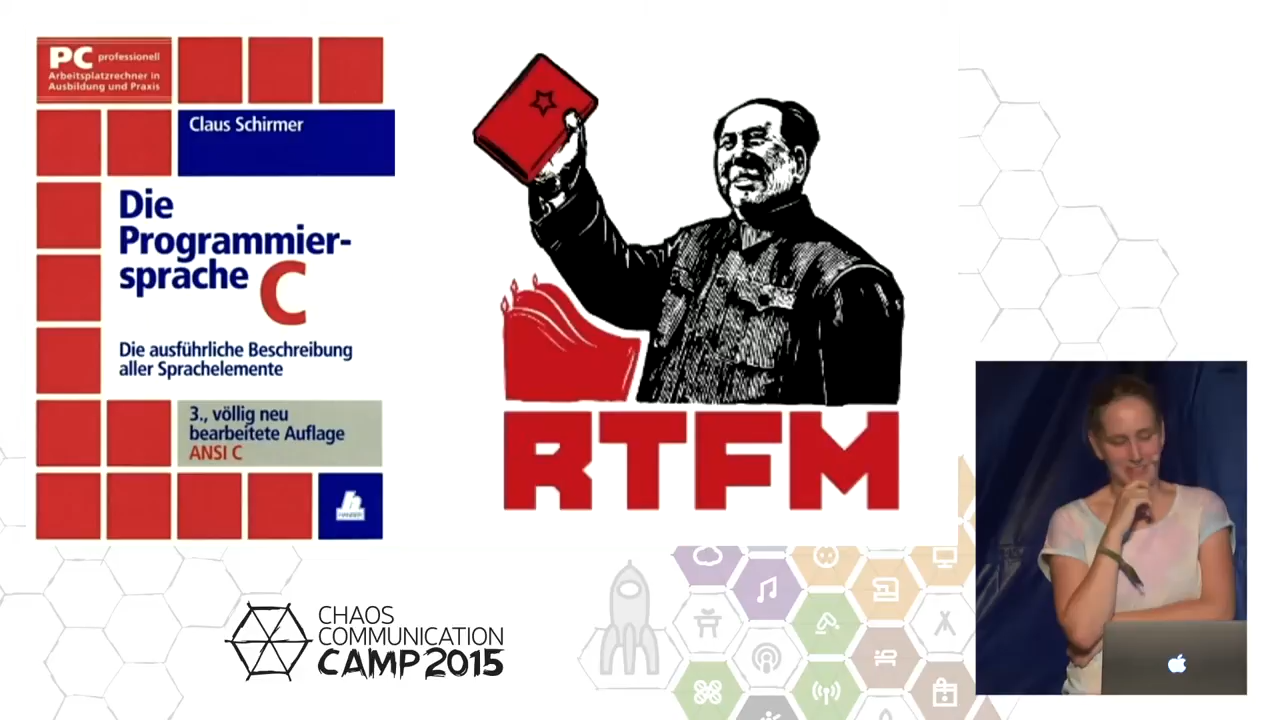 PC professionell
Arbeitsplatzrechner in
Ausbildung und Praxis
Claus Schirmer
Die
Programmier-
sprache C
Die ausführliche Beschreibung
aller Sprachelemente
3., völlig neu
bearbeitete Auflage
ANSI C
HANSER
RTFM
CHAOS
COMMUNICATION
CAMP 2015